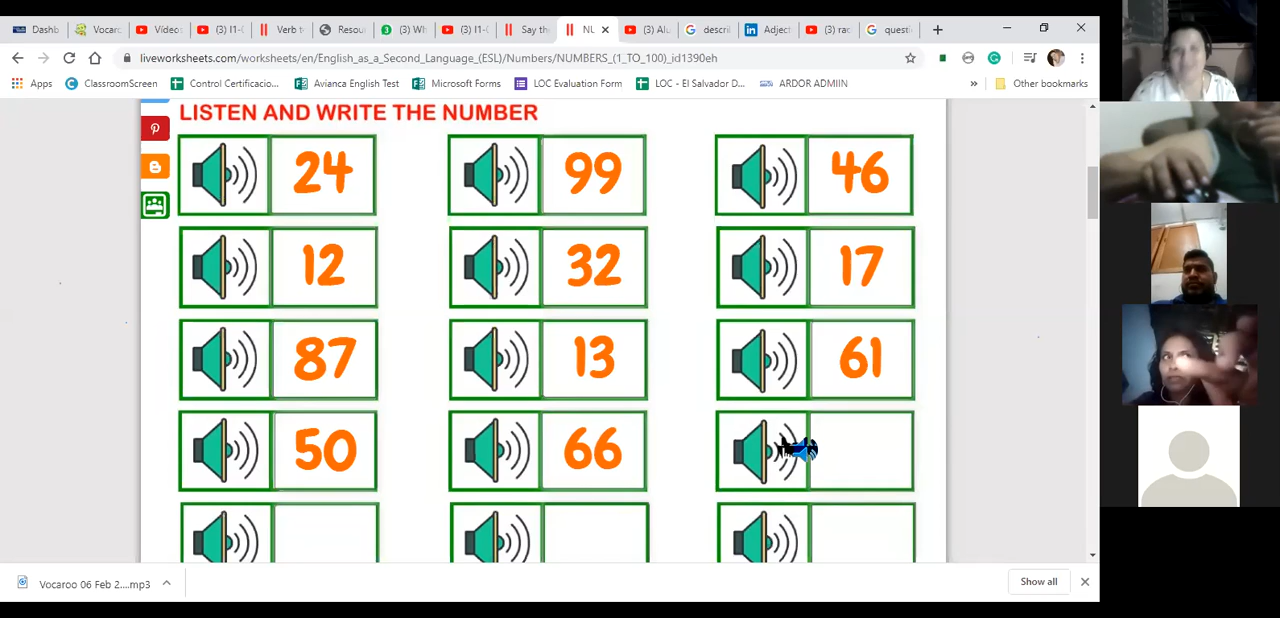 Dashb
Vocaro
Video:
(3) I1-(
Verb t
Resou
(3) Wh
(3) I1-(
Say th
NU
(3) Alu
descri
Adject
(3) rac
questi
liveworksheets.com/worksheets/en/English_as_a_Second_Language_(ESL)/Numbers/NUMBERS_(1_TO_100)_id1390eh
Apps
ClassroomScreen
Control Certificacio...
Avianca English Test
Microsoft Forms
LOC Evaluation Form
LOC - El Salvador D...
ARDOR ADMIIN
»
Other bookmarks
LISTEN AND WRITE THE NUMBER
24 99 46
12 32 17
87 13 61
50 66
Vocaroo 06 Feb 2....mp3
Show all